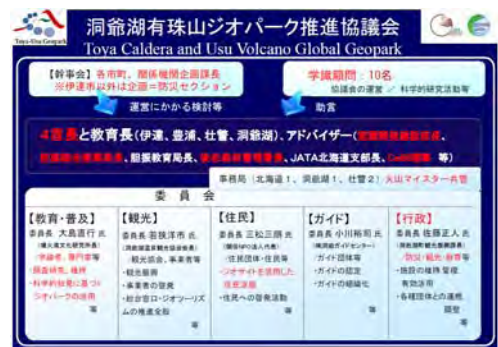 洞爺湖有珠山ジオパーク推進協議会
Toya Caldera and Usu Volcano Global Geopark
Toya-Usu Geopark
【幹事会】各市町、関係機関企画課長
※伊達市以外は企画=防災セクション
学識顧問:10名
協議会の運営 / 科学的研究活動等
運営にかかる検討等
助言
4首長と教育長(伊達、豊浦、壮瞥、洞爺湖)、アドバイザー(
、胆振教育局長、
、JATA北海道支部長、
等)
事務局(北海道1、洞爺湖1、壮瞥2)火山マイスター共管
委員会
【教育・普及】
委員長 大島直行 氏
・学識者、専門家等
・調査研究、維持
・科学的知見に基づく
ジオパークの活用
等
【観光】
委員長 若狭洋市 氏
・観光協会、事業者等
・観光振興
・事業者の啓発
・総合窓口・ジオツーリズ
ムの推進全般
等
【住民】
委員長 三松三朗 氏
・住民団体・住民等
・ジオサイトを活用した
住民活動
・住民への啓発活動
等
【ガイド】
委員長 小川裕司 氏
・ガイド団体等
・ガイドの認定
・ガイドの組織化
等
【行政】
委員長 佐藤正人 氏
・防災・観光・財管等
・施設の維持管理、
有効活用
・各種団体との連携、
調整
等